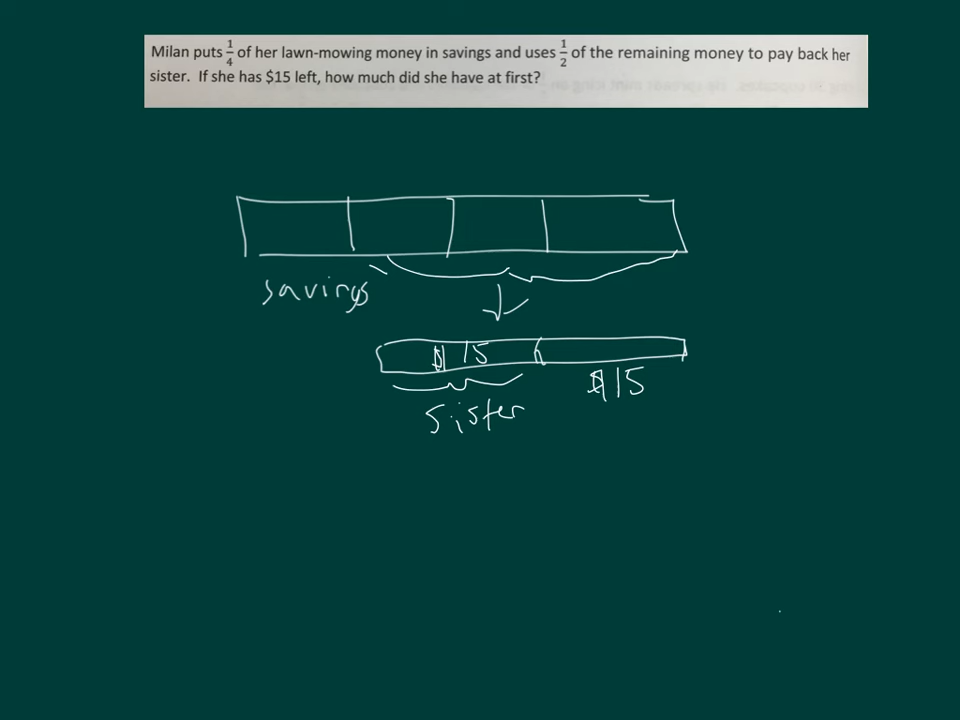 Milan puts 1/4 of her lawn-mowing money in savings and uses 1/2 of the remaining money to pay back her
sister. If she has $15 left, how much did she have at first?
savings
$15
$15
sister